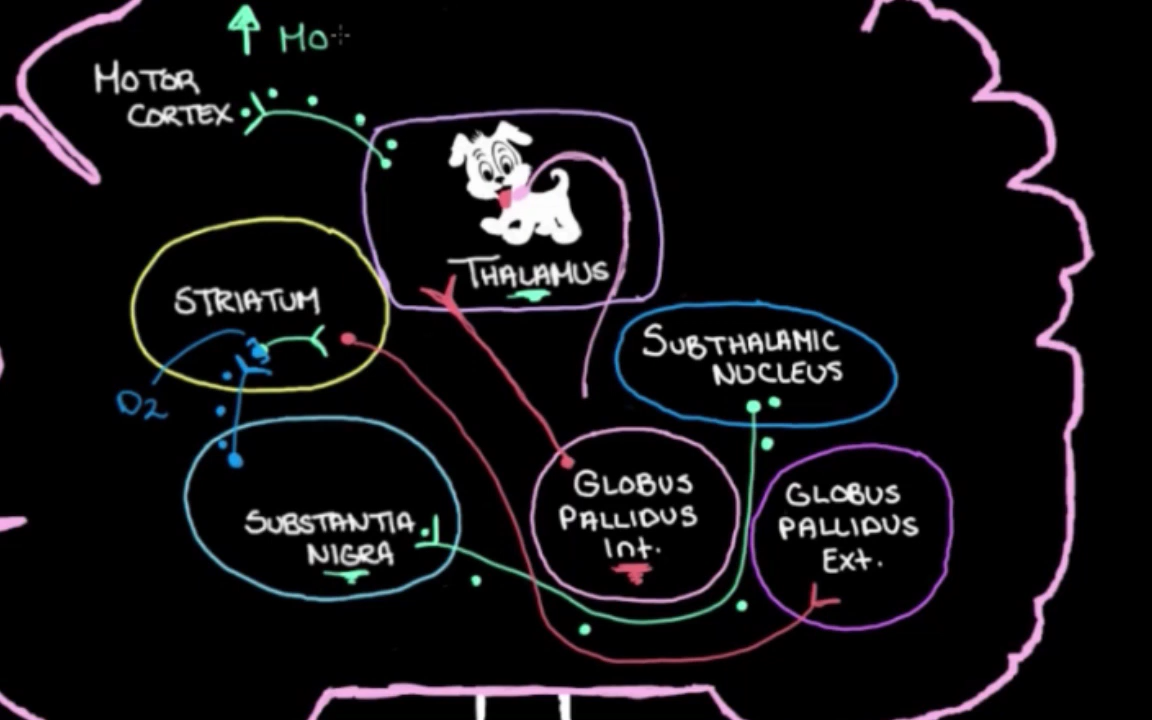 ↑ Mo
MOTOR
CORTEX
THALAMUS
STRIATUM
SUBTHALAMIC
NUCLEUS
D2
GLOBUS
PALLIDUS
Int.
GLOBUS
PALLIDUS
Ext.
SUBSTANTIA
NIGRA